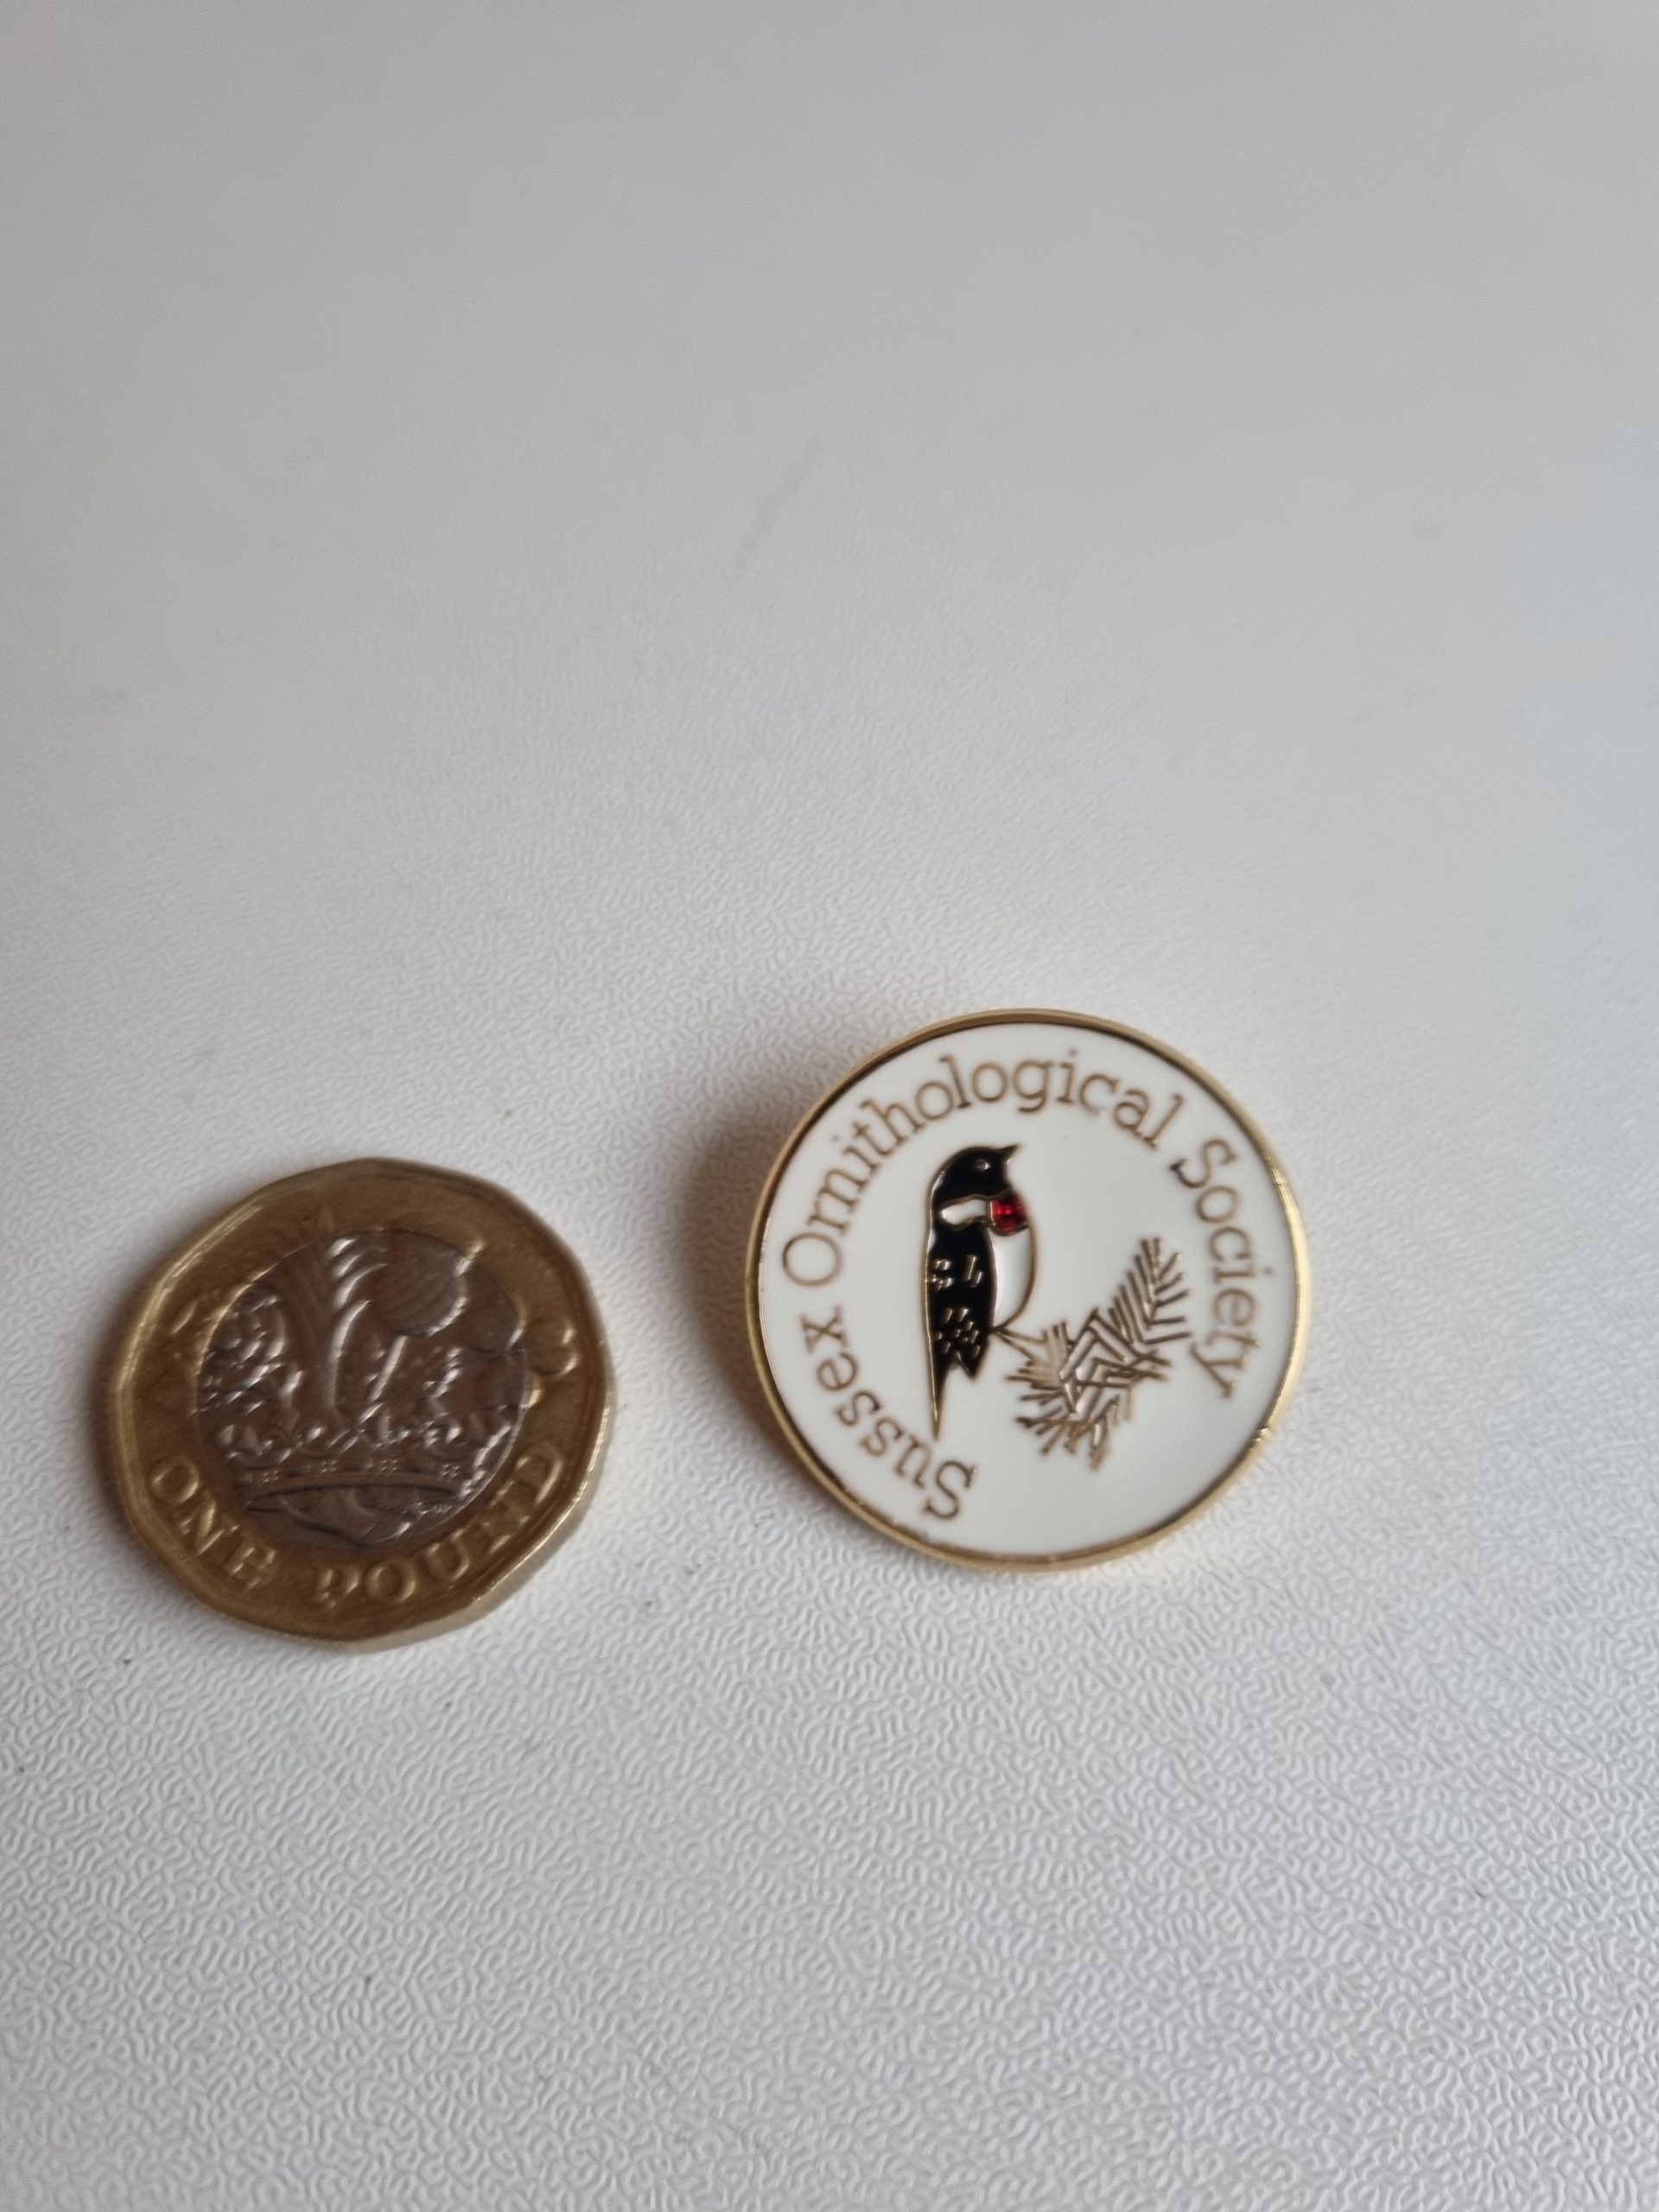 ONE POUND
Sussex Ornithological Society